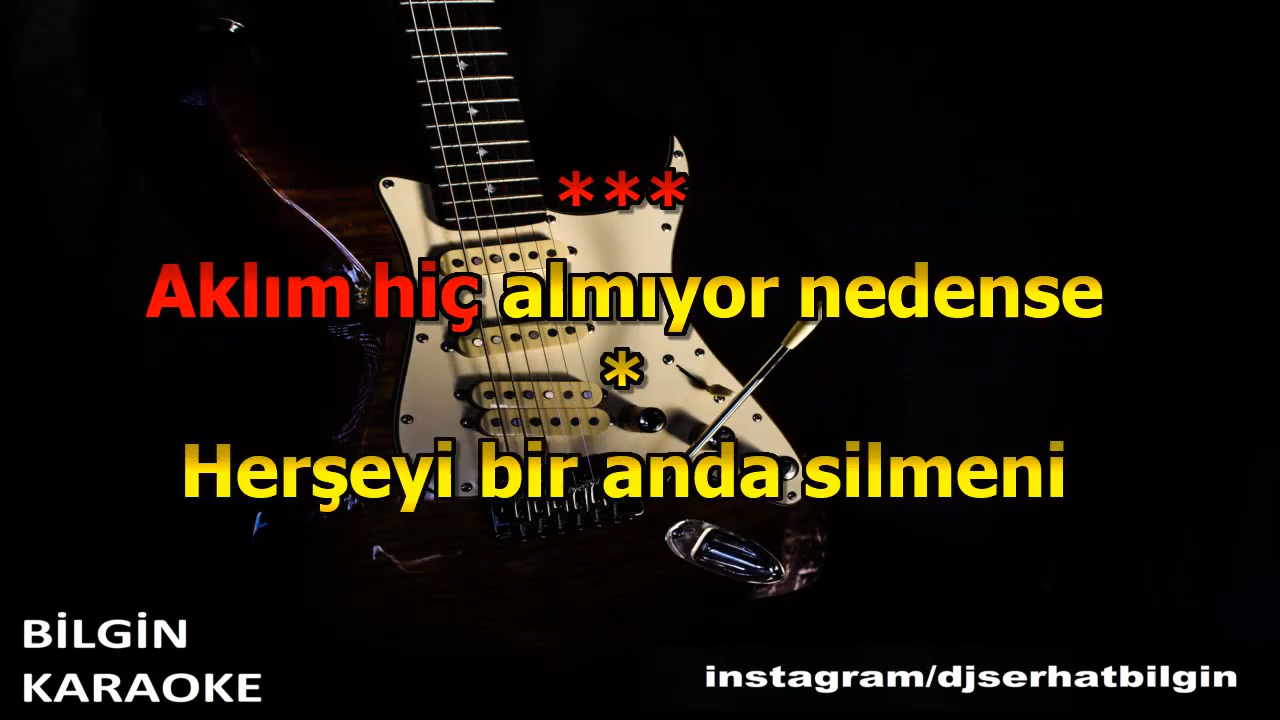 ***
Aklım hiç almıyor nedense
*
Herşeyi bir anda silmeni
BİLGİN
KARAOKE
instagram/djserhatbilgin